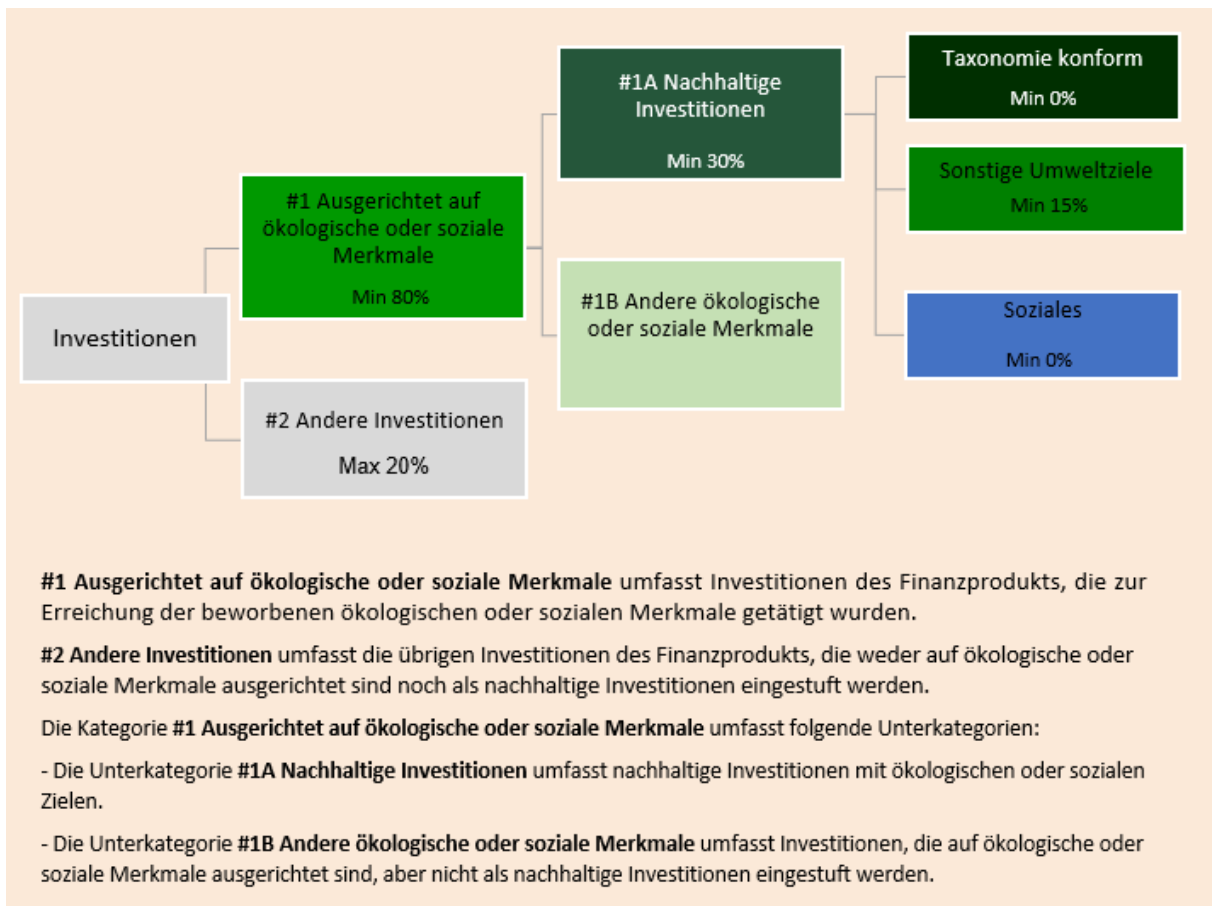 Investitionen
#1 Ausgerichtet auf
ökologische oder soziale
Merkmale
Min 80%
#2 Andere Investitionen
Max 20%
#1A Nachhaltige
Investitionen
Min 30%
#1B Andere ökologische
oder soziale Merkmale
Taxonomie konform
Min 0%
Sonstige Umweltziele
Min 15%
Soziales
Min 0%
#1 Ausgerichtet auf ökologische oder soziale Merkmale umfasst Investitionen des Finanzprodukts, die zur
Erreichung der beworbenen ökologischen oder sozialen Merkmale getätigt wurden.
#2 Andere Investitionen umfasst die übrigen Investitionen des Finanzprodukts, die weder auf ökologische oder
soziale Merkmale ausgerichtet sind noch als nachhaltige Investitionen eingestuft werden.
Die Kategorie #1 Ausgerichtet auf ökologische oder soziale Merkmale umfasst folgende Unterkategorien:
- Die Unterkategorie #1A Nachhaltige Investitionen umfasst nachhaltige Investitionen mit ökologischen oder sozialen
Zielen.
- Die Unterkategorie #1B Andere ökologische oder soziale Merkmale umfasst Investitionen, die auf ökologische oder
soziale Merkmale ausgerichtet sind, aber nicht als nachhaltige Investitionen eingestuft werden.